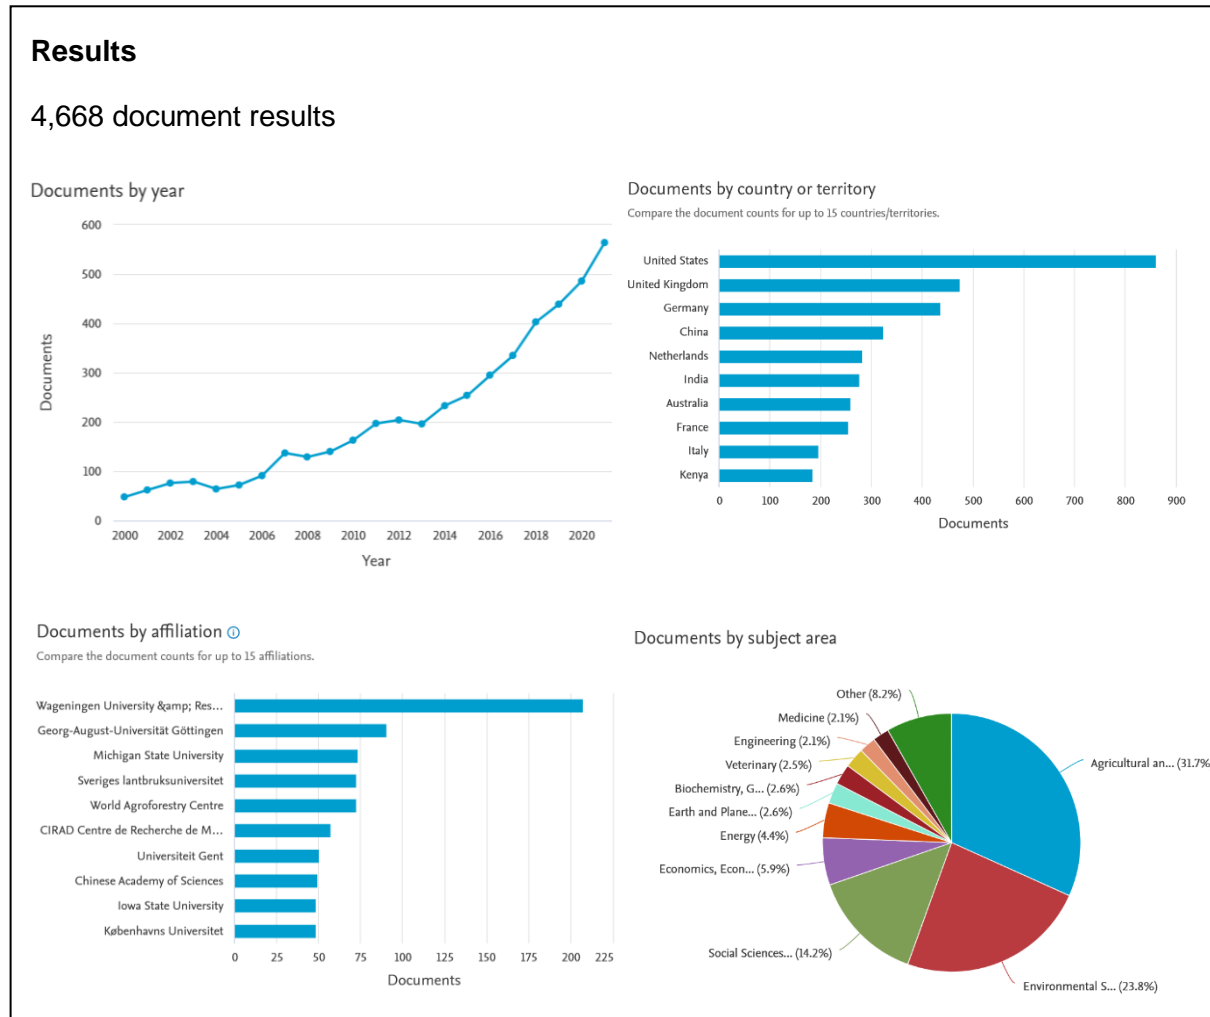 Results
4,668 document results
Documents by year
600
500
400
300
200
100
0
Documents
2000 2002 2004 2006 2008 2010 2012 2014 2016 2018 2020
Year
Documents by country or territory
Compare the document counts for up to 15 countries/territories.
United States
United Kingdom
Germany
China
Netherlands
India
Australia
France
Italy
Kenya
0 100 200 300 400 500 600 700 800 900
Documents
Documents by affiliation
Compare the document counts for up to 15 affiliations.
Wageningen University &amp; Res...
Georg-August-Universität Göttingen
Michigan State University
Sveriges lantbruksuniversitet
World Agroforestry Centre
CIRAD Centre de Recherche de M...
Universiteit Gent
Chinese Academy of Sciences
Iowa State University
Københavns Universitet
0 25 50 75 100 125 150 175 200 225
Documents
Documents by subject area
Other (8.2%)
Medicine (2.1%)
Engineering (2.1%)
Veterinary (2.5%)
Biochemistry, G... (2.6%)
Earth and Plane... (2.6%)
Energy (4.4%)
Economics, Econ... (5.9%)
Social Sciences... (14.2%)
Agricultural an... (31.7%
Environmental S... (23.8%)